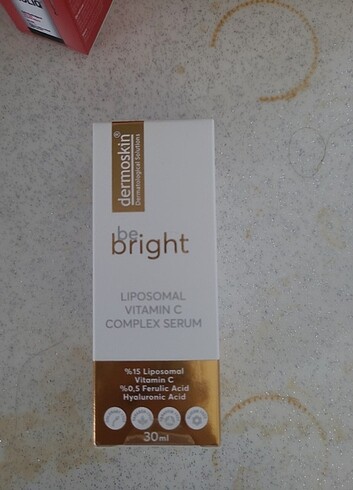 dermoskin®
Dermatological Solutions
be
bright
LIPOSOMAL
VITAMIN C
COMPLEX SERUM
%15 Liposomal
Vitamin C
%0,5 Ferulic Acid
Hyaluronic Acid
30ml